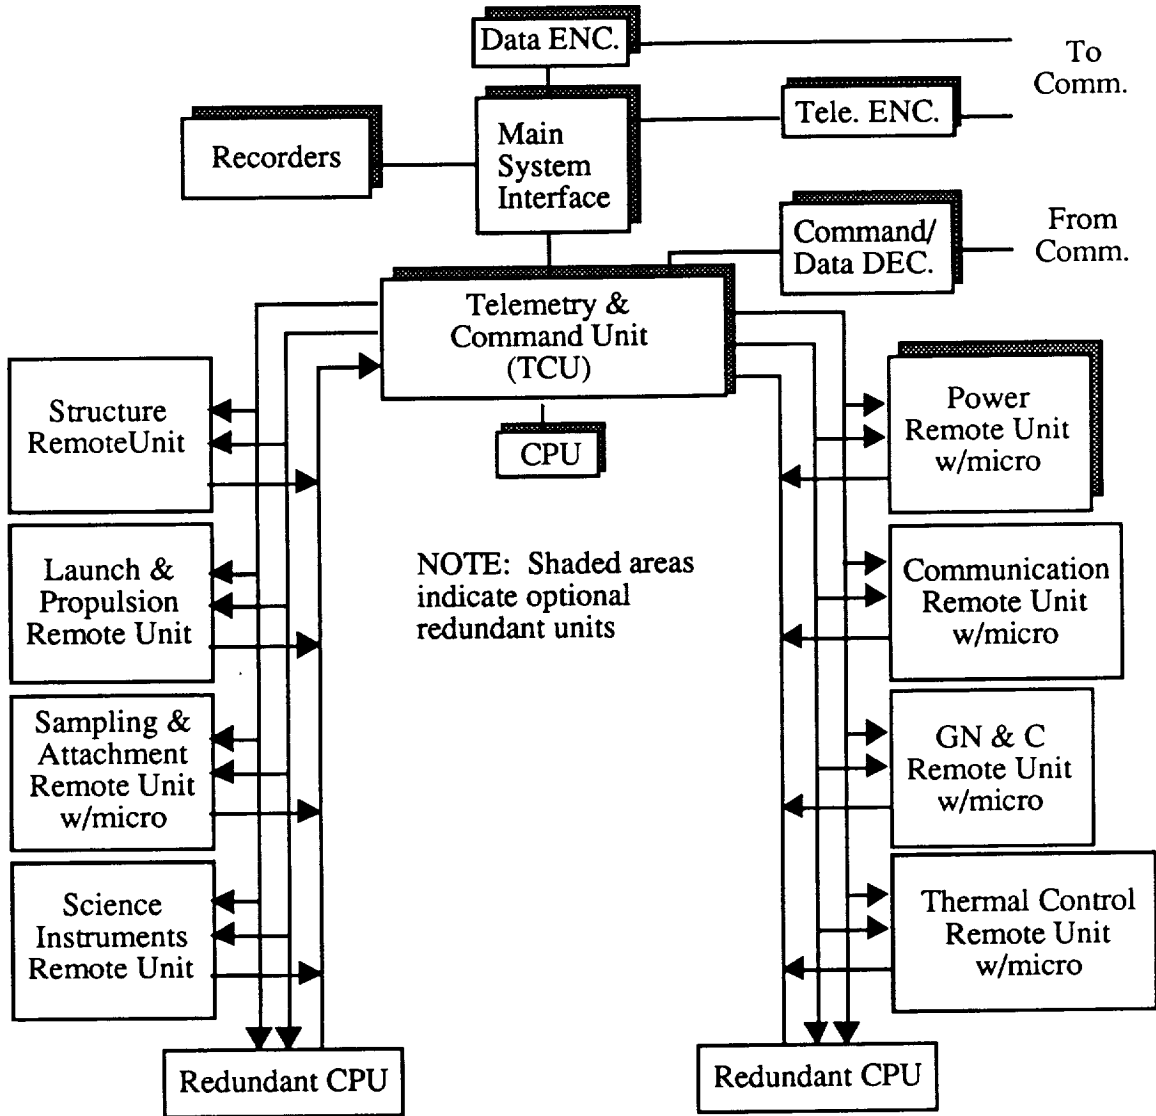 Data ENC.
To
Comm.
Tele. ENC.
Main
System
Interface
Recorders
Command/
Data DEC.
From
Comm.
Telemetry &
Command Unit
(TCU)
CPU
Structure
RemoteUnit
Power
Remote Unit
w/micro
NOTE: Shaded areas
indicate optional
redundant units
Launch &
Propulsion
Remote Unit
Communication
Remote Unit
w/micro
Sampling &
Attachment
Remote Unit
w/micro
GN & C
Remote Unit
w/micro
Science
Instruments
Remote Unit
Thermal Control
Remote Unit
w/micro
Redundant CPU
Redundant CPU